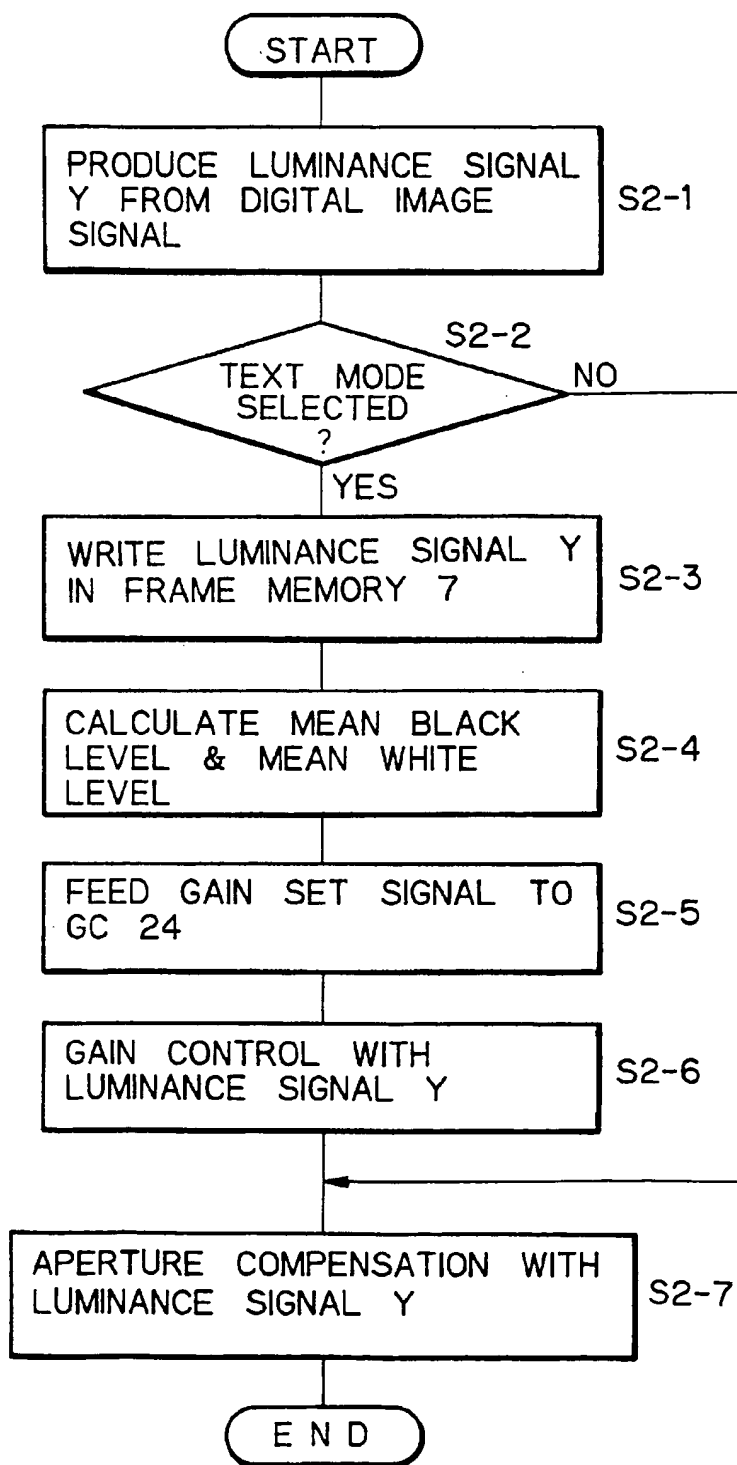 START
PRODUCE LUMINANCE SIGNAL
Y FROM DIGITAL IMAGE
SIGNAL
S2-1
S2-2
TEXT MODE
SELECTED
?
NO
YES
WRITE LUMINANCE SIGNAL Y
IN FRAME MEMORY 7
S2-3
CALCULATE MEAN BLACK
LEVEL & MEAN WHITE
LEVEL
S2-4
FEED GAIN SET SIGNAL TO
GC 24
S2-5
GAIN CONTROL WITH
LUMINANCE SIGNAL Y
S2-6
APERTURE COMPENSATION WITH
LUMINANCE SIGNAL Y
S2-7
END